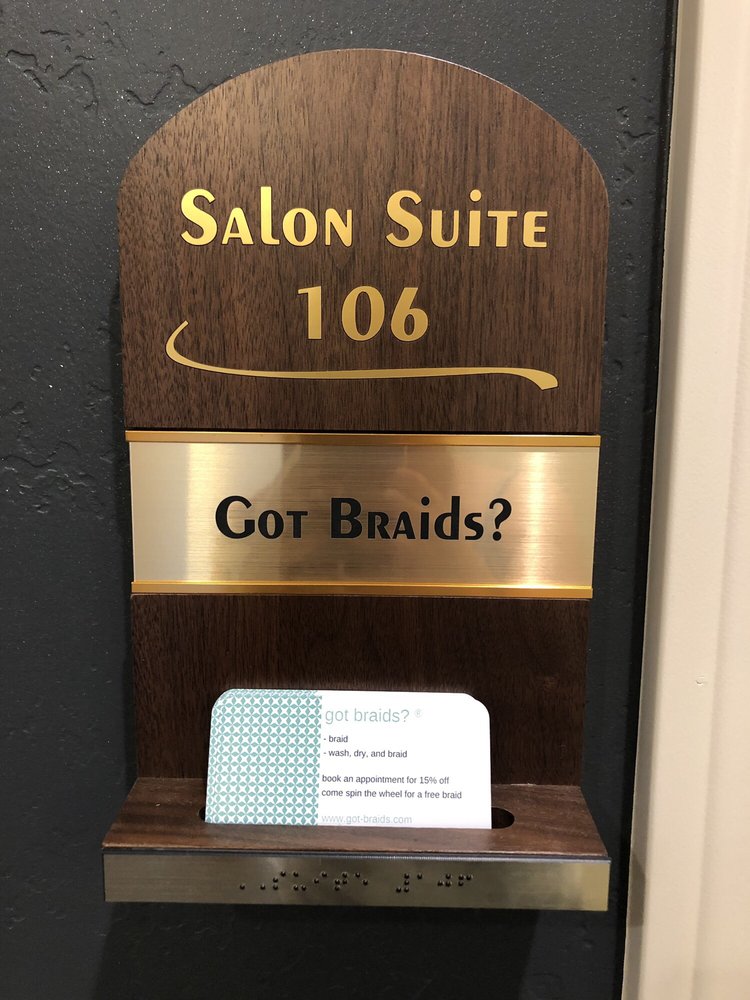 Salon Suite
106
Got Braids?
got braids? ®
- braid
- wash, dry, and braid
book an appointment for 15% off
come spin the wheel for a free braid
www.got-braids.com